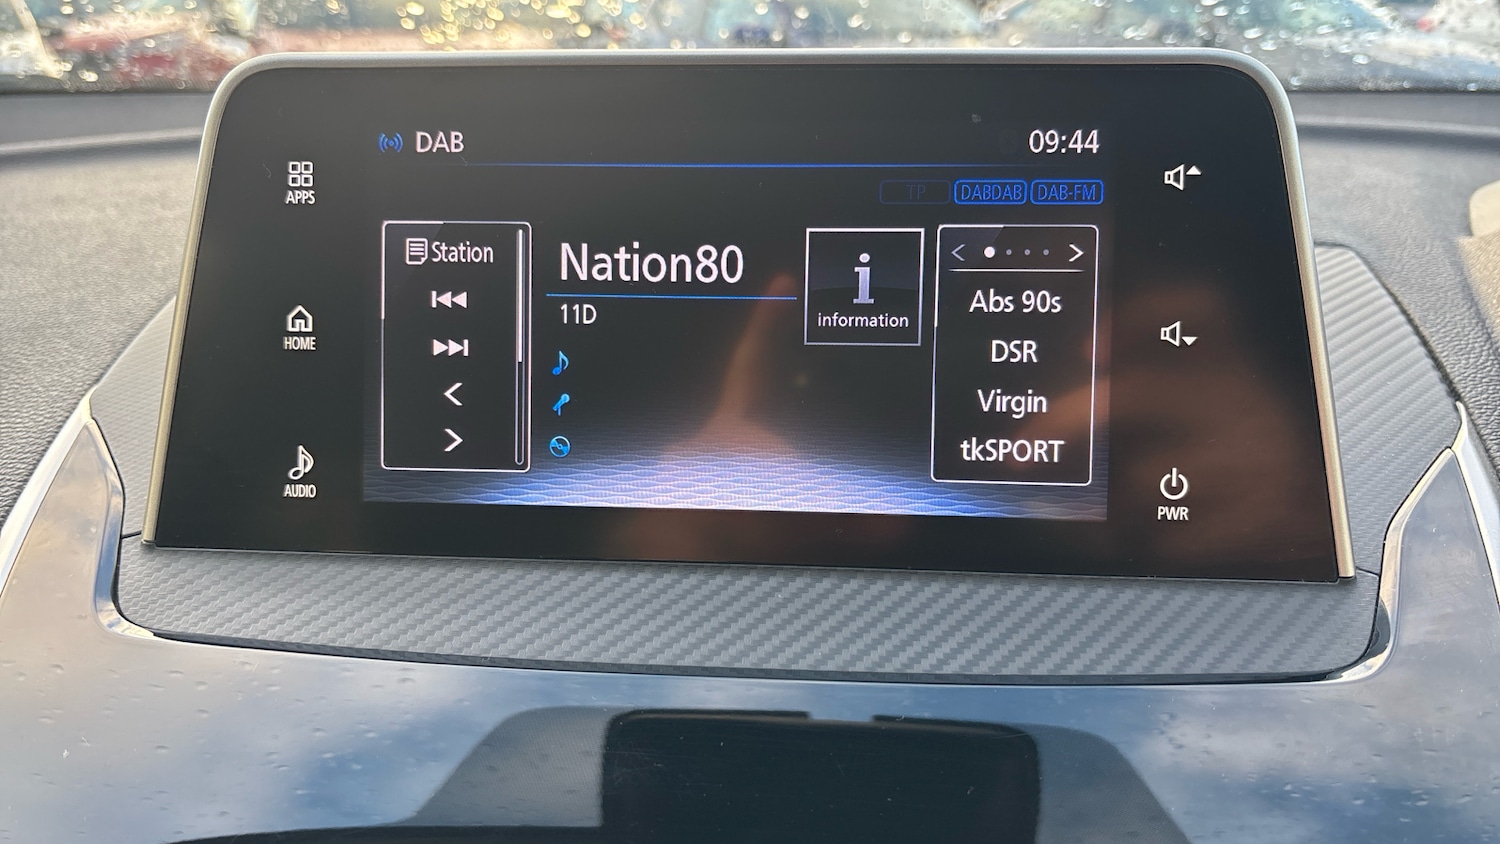 DAB
09:44
TP
DABDAB
DAB-FM
APPS
HOME
AUDIO
Station
Nation80
11D
information
Abs 90s
DSR
Virgin
tkSPORT
PWR